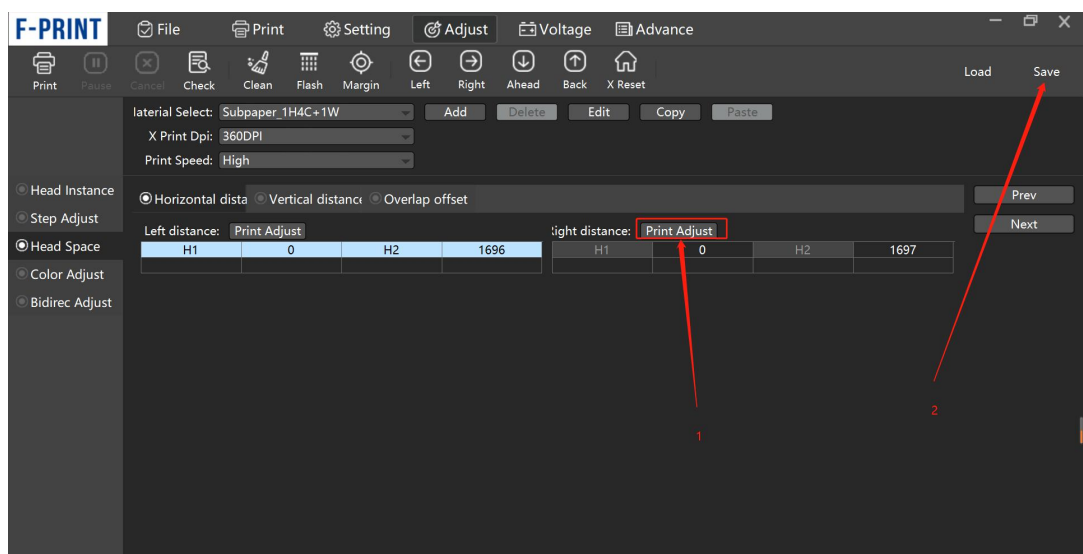 F-PRINT File Print Setting Adjust Voltage Advance
Print Pause Cancel Check Clean Flash Margin Left Right Ahead Back X Reset Load Save
laterial Select: Subpaper_1H4C+1W Add Delete Edit Copy Paste
X Print Dpi: 360DPI
Print Speed: High
Head Instance
Horizontal dista Vertical distance Overlap offset Prev
Step Adjust
Left distance: Print Adjust ight distance: Print Adjust Next
Head Space H1 0 H2 1696 H1 0 H2 1697
Color Adjust
Bidirec Adjust
2
1